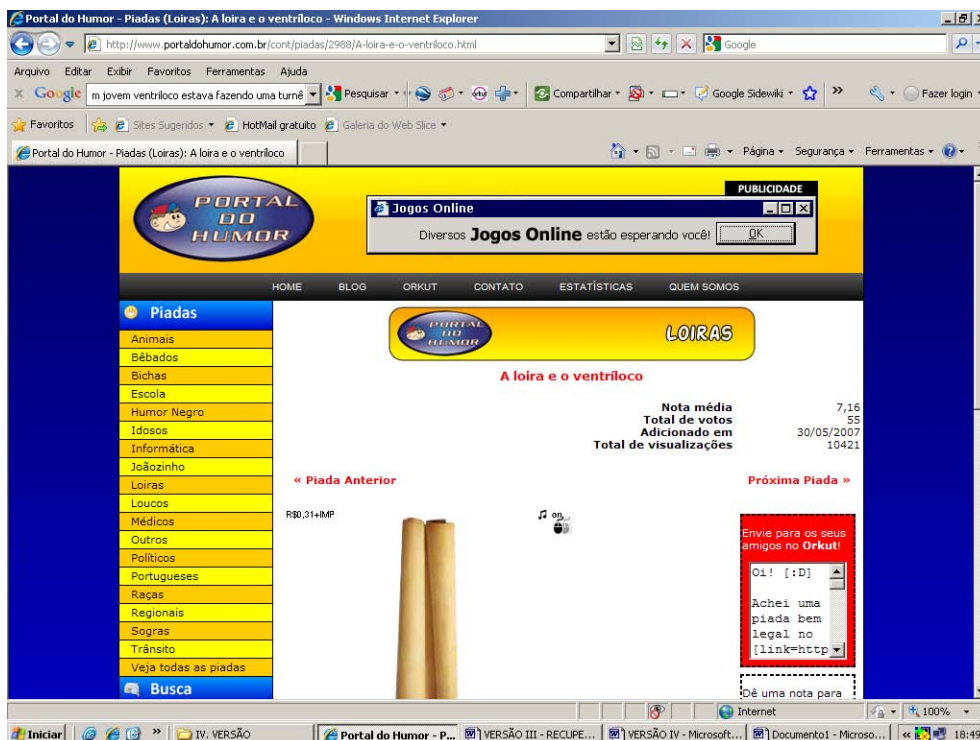 Portal do Humor - Piadas (Loiras): A loira e o ventríloco - Windows Internet Explorer
http://www.portaldohumor.com.br/cont/piadas/2988/A-loira-e-o-ventriloco.html
Google
Arquivo Editar Exibir Favoritos Ferramentas Ajuda
Google m jovem ventriloco estava fazendo uma turnê Pesquisar Compartilhar Google Sidewiki » Fazer login
Favoritos Sites Sugeridos HotMail gratuito Galeria do Web Slice
Portal do Humor - Piadas (Loiras): A loira e o ventríloco
Página Segurança Ferramentas
PORTAL
DO
HUMOR
PUBLICIDADE
Jogos Online
Diversos Jogos Online estão esperando você! OK
HOME BLOG ORKUT CONTATO ESTATÍSTICAS QUEM SOMOS
Piadas
Animais
Bêbados
Bichas
Escola
Humor Negro
Idosos
Informática
Joãozinho
Loiras
Loucos
Médicos
Outros
Políticos
Portugueses
Raças
Regionais
Sogras
Trânsito
Veja todas as piadas
Busca
PORTAL
DO
HUMOR
LOIRAS
A loira e o ventríloco
Nota média 7,16
Total de votos 55
Adicionado em 30/05/2007
Total de visualizações 10421
« Piada Anterior
Próxima Piada »
R$0,31+IMP
on
Envie para os seus
amigos no Orkut!
Oi! [:D]
Achei uma
piada bem
legal no
[link=http
Dê uma nota para
Internet
100%
Iniciar » IV. VERSÃO Portal do Humor - P... VERSÃO III - RECUPE... VERSÃO IV - Microsoft... Documento1 - Microso... «